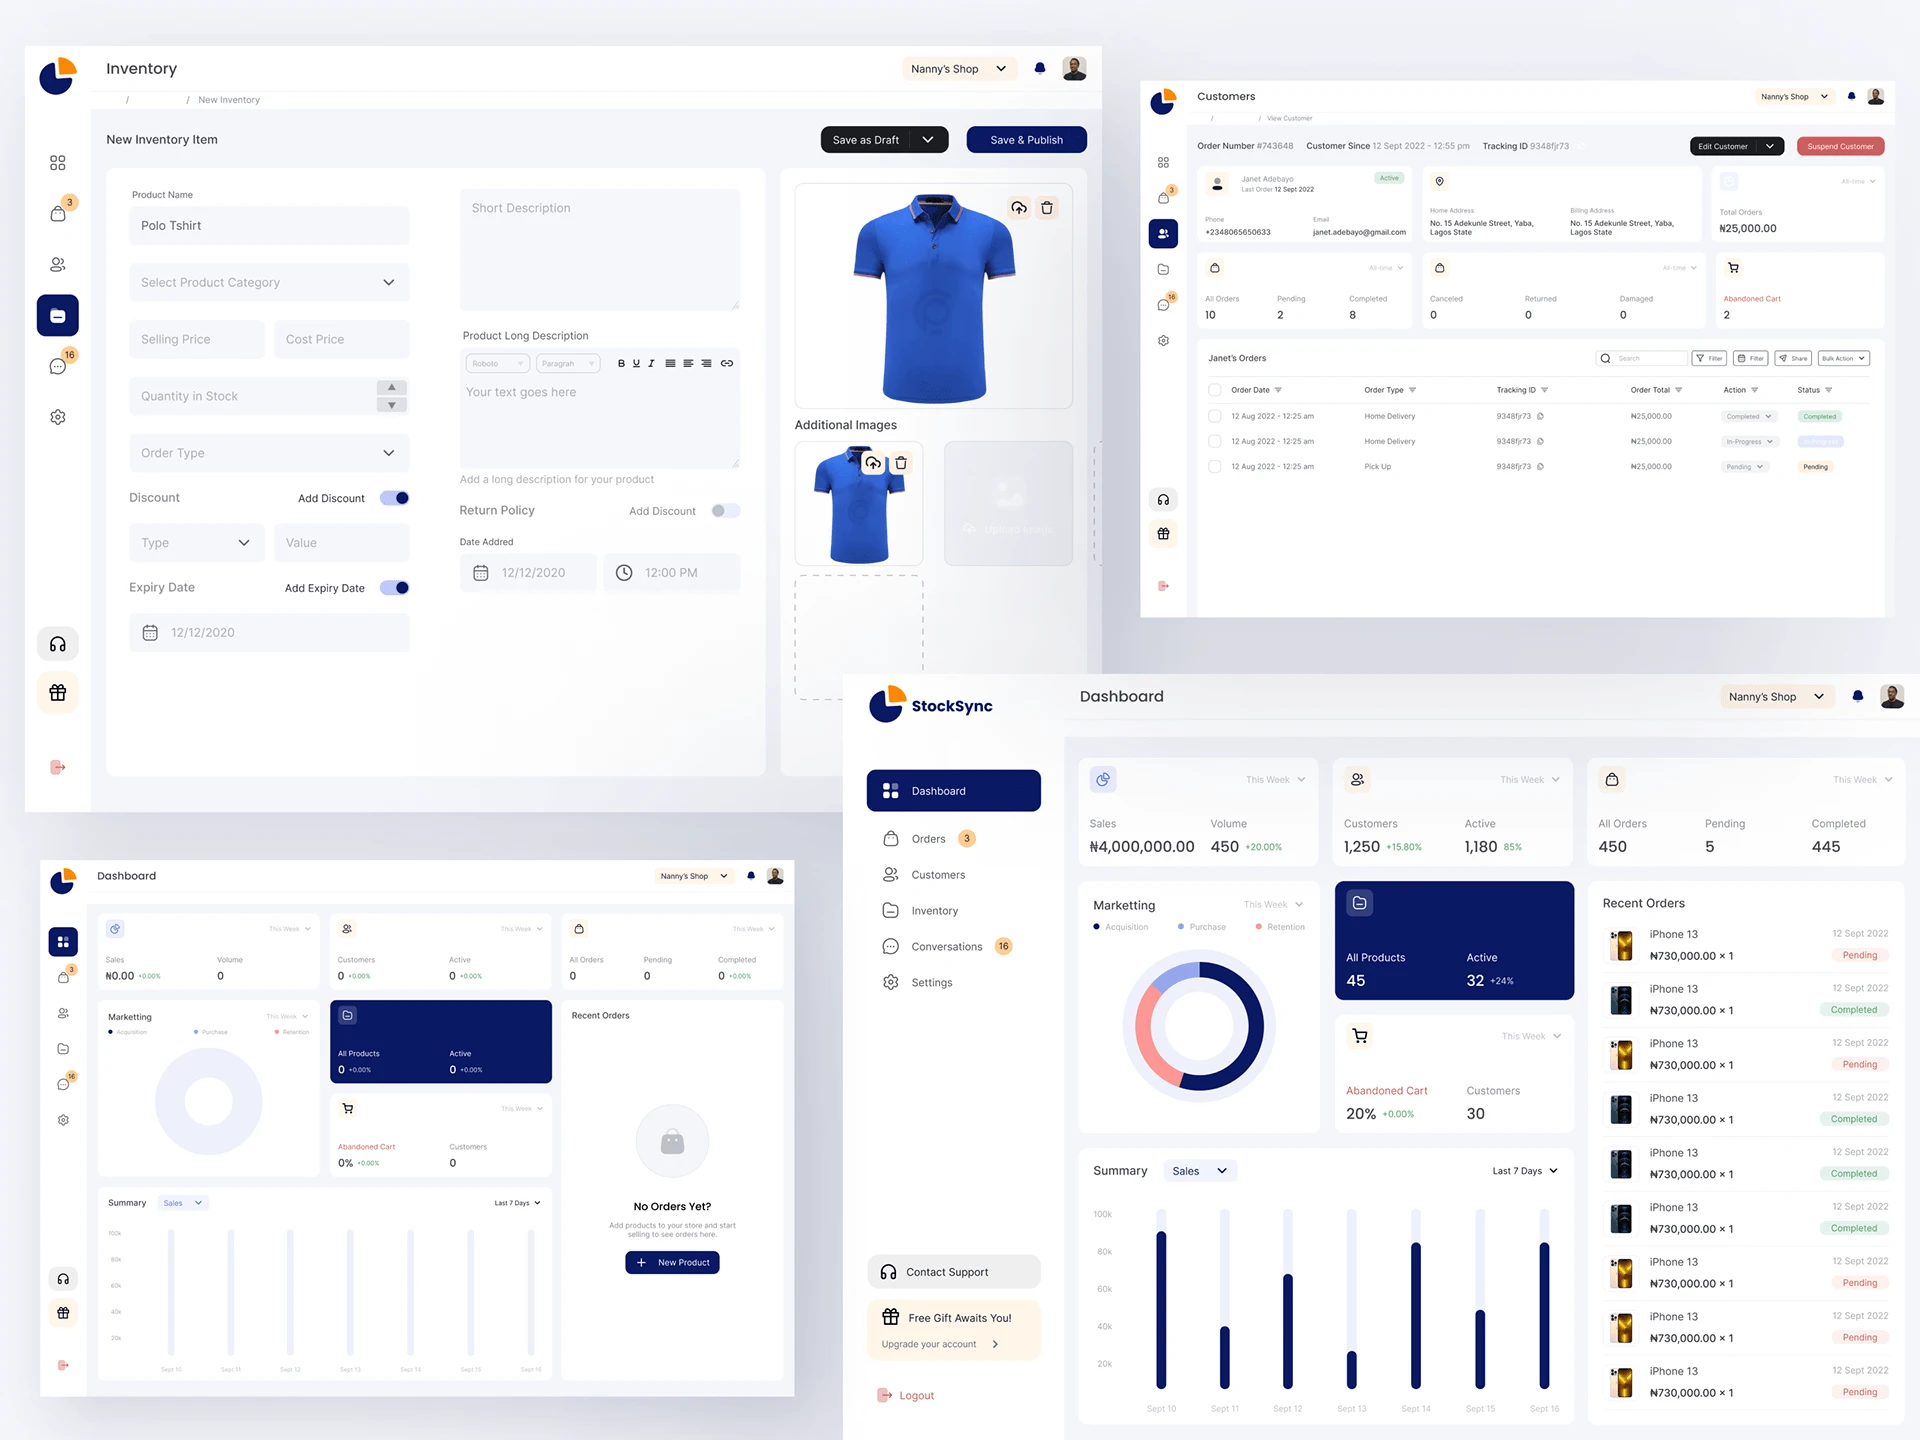 Inventory
Nanny's Shop
/ / New Inventory
New Inventory Item
Save as Draft
Save & Publish
3
16
Product Name
Polo Tshirt
Select Product Category
Selling Price
Cost Price
Quantity in Stock
Order Type
Discount
Add Discount
Type
Value
Expiry Date
Add Expiry Date
12/12/2020
Short Description
Product Long Description
Roboto
Paragrah
B U I
Your text goes here
Add a long description for your product
Return Policy
Add Discount
Date Addred
12/12/2020
12:00 PM
Additional Images
Upload Image
Customers
Nanny's Shop
/ / View Customer
Order Number #743648 Customer Since 12 Sept 2022 - 12:55 pm Tracking ID 9348fjr73
Edit Customer
Suspend Customer
3
16
Janet Adebayo
Last Order 12 Sept 2022
Active
Phone
+2348065650633
Email
janet.adebayo@gmail.com
Home Address
No. 15 Adekunle Street, Yaba,
Lagos State
Billing Address
No. 15 Adekunle Street, Yaba,
Lagos State
All-time
Total Orders
₦25,000.00
All-time
All Orders
10
Pending
2
Completed
8
All-time
Canceled
0
Returned
0
Damaged
0
Abandoned Cart
2
Janet's Orders
Search
Filter
Filter
Share
Bulk Action
Order Date Order Type Tracking ID Order Total Action Status
12 Aug 2022 - 12:25 am Home Delivery 9348fjr73 ₦25,000.00 Completed Completed
12 Aug 2022 - 12:25 am Home Delivery 9348fjr73 ₦25,000.00 In-Progress In-Progress
12 Aug 2022 - 12:25 am Pick Up 9348fjr73 ₦25,000.00 Pending Pending
Dashboard
Nanny's Shop
3
16
This Week
Sales
₦0.00 +0.00%
Volume
0
This Week
Customers
0 +0.00%
Active
0 +0.00%
This Week
All Orders
0
Pending
0
Completed
0 +0.00%
Marketting
This Week
Acquisition Purchase Retention
All Products
0 +0.00%
Active
0 +0.00%
This Week
Abandoned Cart
0% +0.00%
Customers
0
Recent Orders
No Orders Yet?
Add products to your store and start
selling to see orders here.
New Product
Summary
Sales
Last 7 Days
100k
80k
60k
40k
20k
Sept 10 Sept 11 Sept 12 Sept 13 Sept 14 Sept 15 Sept 16
StockSync
Dashboard
Nanny's Shop
Dashboard
Orders 3
Customers
Inventory
Conversations 16
Settings
Contact Support
Free Gift Awaits You!
Upgrade your account
Logout
This Week
Sales
₦4,000,000.00
Volume
450 +20.00%
This Week
Customers
1,250 +15.80%
Active
1,180 85%
This Week
All Orders
450
Pending
5
Completed
445
Marketting
This Week
Acquisition Purchase Retention
All Products
45
Active
32 +24%
This Week
Abandoned Cart
20% +0.00%
Customers
30
Summary
Sales
Last 7 Days
100k
80k
60k
40k
20k
Sept 10 Sept 11 Sept 12 Sept 13 Sept 14 Sept 15 Sept 16
Recent Orders
iPhone 13 12 Sept 2022
₦730,000.00 × 1 Pending
iPhone 13 12 Sept 2022
₦730,000.00 × 1 Completed
iPhone 13 12 Sept 2022
₦730,000.00 × 1 Pending
iPhone 13 12 Sept 2022
₦730,000.00 × 1 Completed
iPhone 13 12 Sept 2022
₦730,000.00 × 1 Completed
iPhone 13 12 Sept 2022
₦730,000.00 × 1 Completed
iPhone 13 12 Sept 2022
₦730,000.00 × 1 Pending
iPhone 13 12 Sept 2022
₦730,000.00 × 1 Pending
iPhone 13 12 Sept 2022
₦730,000.00 × 1 Pending